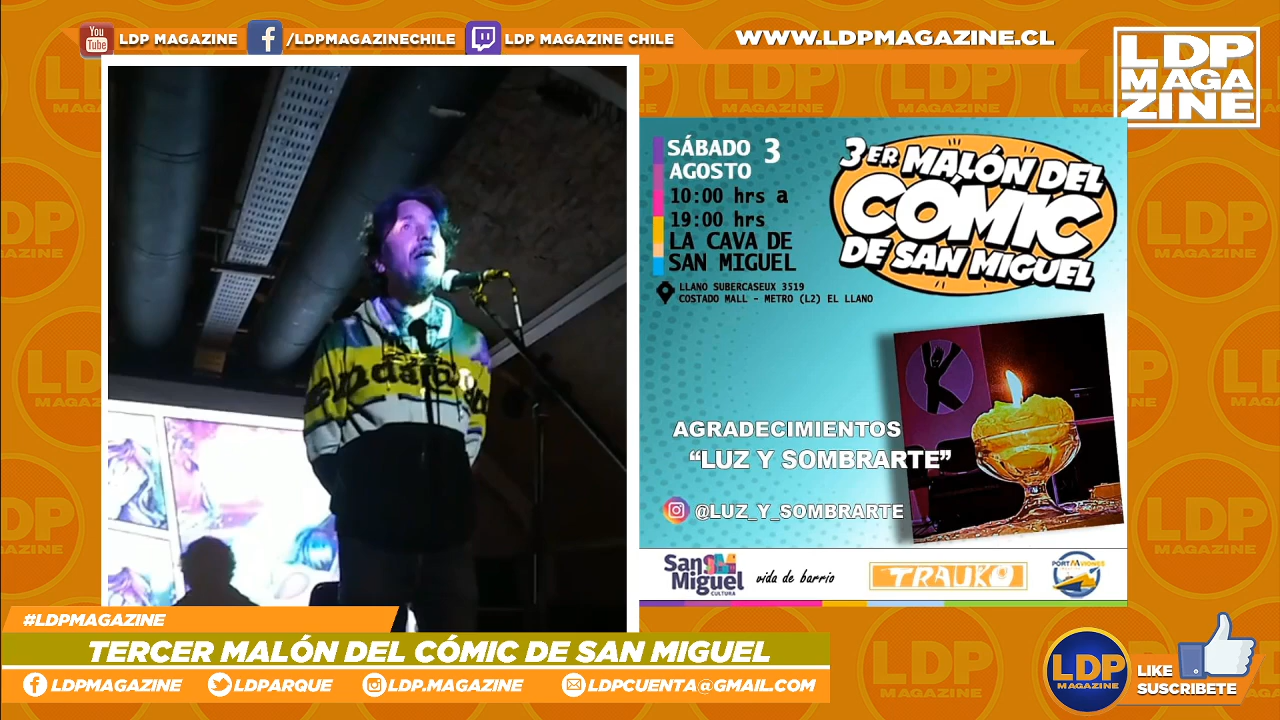 LDP MAGAZINE
/LDPMAGAZINECHILE
LDP MAGAZINE CHILE
WWW.LDPMAGAZINE.CL
LDP
MAGA
ZINE
SÁBADO 3
AGOSTO
10:00 hrs a
19:00 hrs
LA CAVA DE
SAN MIGUEL
LLANO SUBERCASEUX 3519
COSTADO MALL - METRO (L2) EL LLANO
3ER MALÓN DEL
CÓMIC
DE SAN MIGUEL
AGRADECIMIENTOS
“LUZ Y SOMBRARTE”
@LUZ_Y_SOMBRARTE
San
Miguel
CULTURA
vida de barrio
TRAUKO
#LDPMAGAZINE
TERCER MALÓN DEL CÓMIC DE SAN MIGUEL
LDPMAGAZINE
LDPARQUE
LDP.MAGAZINE
LDPCUENTA@GMAIL.COM
LDP
MAGAZINE
LIKE
SUSCRIBETE